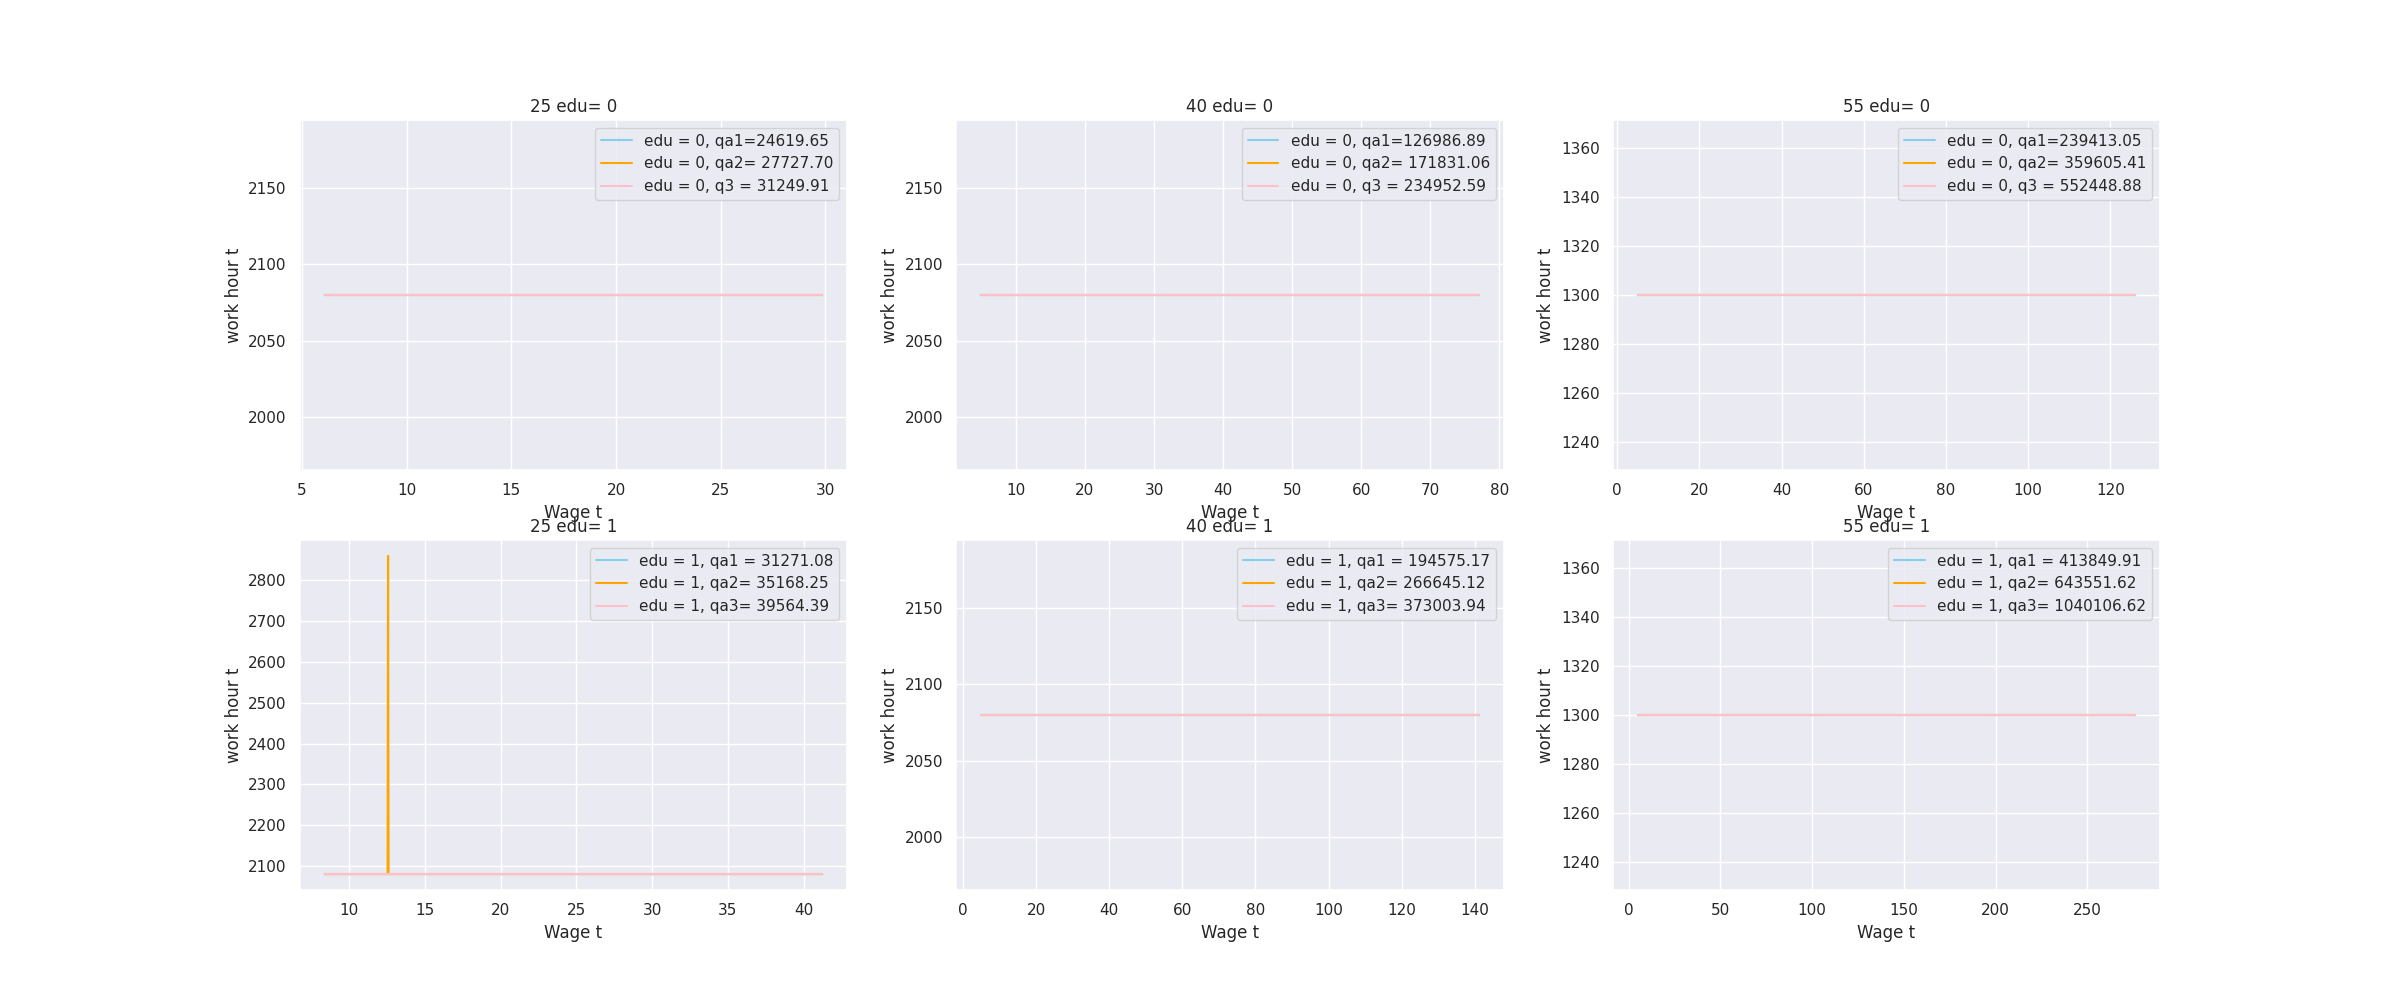 25 edu= 0
edu = 0, qa1=24619.65
edu = 0, qa2= 27727.70
edu = 0, q3 = 31249.91
work hour t
2150
2100
2050
2000
5 10 15 20 25 30
Wage t
40 edu= 0
edu = 0, qa1=126986.89
edu = 0, qa2= 171831.06
edu = 0, q3 = 234952.59
work hour t
2150
2100
2050
2000
10 20 30 40 50 60 70 80
Wage t
55 edu= 0
edu = 0, qa1=239413.05
edu = 0, qa2= 359605.41
edu = 0, q3 = 552448.88
work hour t
1360
1340
1320
1300
1280
1260
1240
0 20 40 60 80 100 120
Wage t
25 edu= 1
edu = 1, qa1 = 31271.08
edu = 1, qa2= 35168.25
edu = 1, qa3= 39564.39
work hour t
2800
2700
2600
2500
2400
2300
2200
2100
10 15 20 25 30 35 40
Wage t
40 edu= 1
edu = 1, qa1 = 194575.17
edu = 1, qa2= 266645.12
edu = 1, qa3= 373003.94
work hour t
2150
2100
2050
2000
0 20 40 60 80 100 120 140
Wage t
55 edu= 1
edu = 1, qa1 = 413849.91
edu = 1, qa2= 643551.62
edu = 1, qa3= 1040106.62
work hour t
1360
1340
1320
1300
1280
1260
1240
0 50 100 150 200 250
Wage t